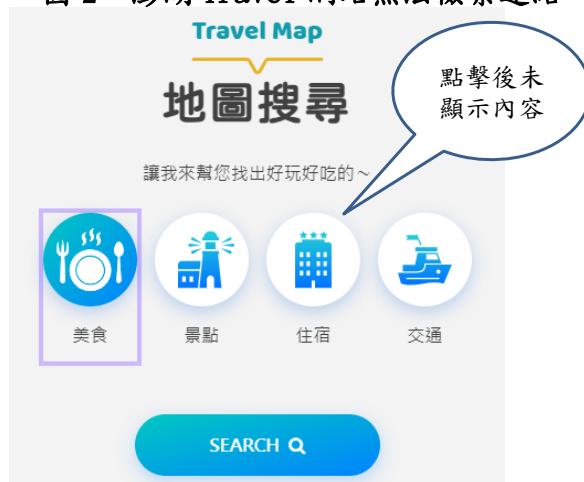 Travel Map
地圖搜尋
點擊後未
顯示內容
讓我來幫您找出好玩好吃的～
美食
景點
住宿
交通
SEARCH